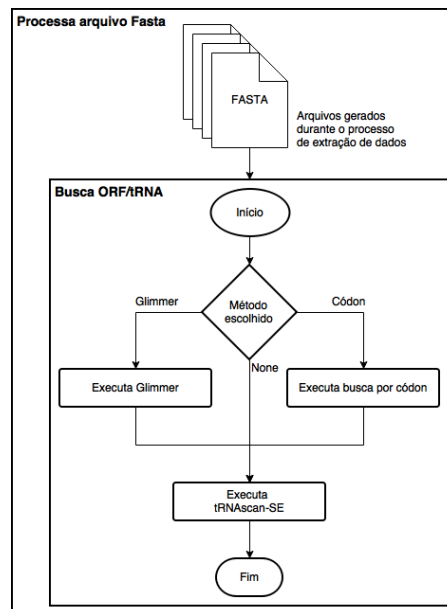 Processa arquivo Fasta
FASTA
Arquivos gerados
durante o processo
de extração de dados
Busca ORF/tRNA
Início
Glimmer
Método
escolhido
Códon
None
Executa Glimmer
Executa busca por códon
Executa
tRNAscan-SE
Fim